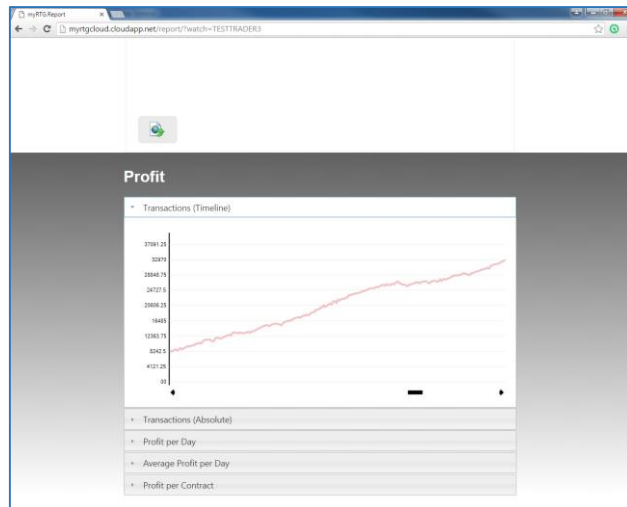 myRTG.Report
myrtgcloud.cloudapp.net/report/?watch=TESTTRADER3
Profit
Transactions (Timeline)
37091.25
32970
28848.75
24727.5
20606.25
16485
12363.75
8242.5
4121.25
00
Transactions (Absolute)
Profit per Day
Average Profit per Day
Profit per Contract